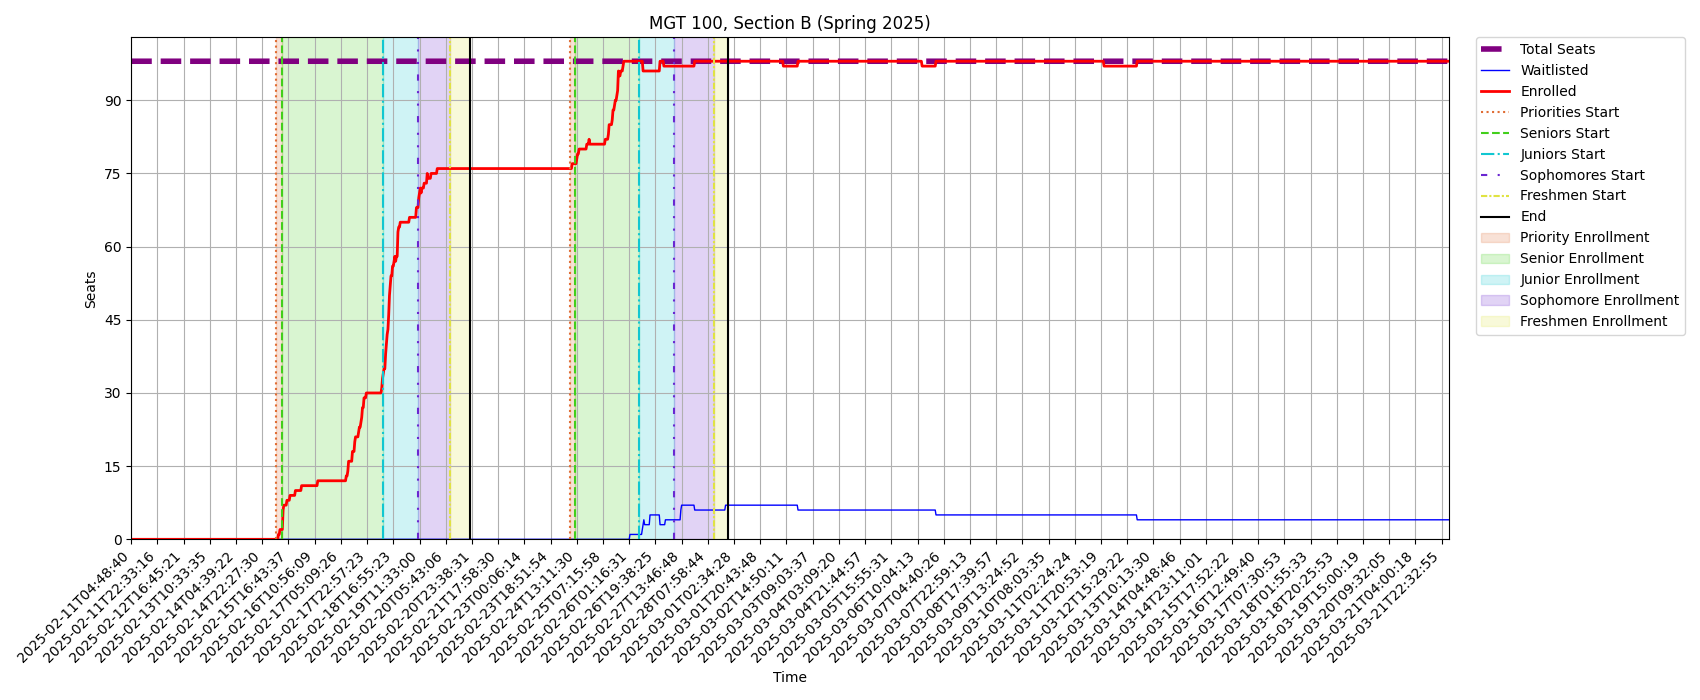 MGT 100, Section B (Spring 2025)
Total Seats
Waitlisted
Enrolled
Priorities Start
Seniors Start
Juniors Start
Sophomores Start
Freshmen Start
End
Priority Enrollment
Senior Enrollment
Junior Enrollment
Sophomore Enrollment
Freshmen Enrollment
Seats
90
75
60
45
30
15
0
2025-02-11T04:48:40
2025-02-11T22:33:16
2025-02-12T16:45:21
2025-02-13T10:33:35
2025-02-14T04:39:22
2025-02-14T22:27:30
2025-02-15T16:43:37
2025-02-16T10:56:09
2025-02-17T05:09:26
2025-02-17T22:57:23
2025-02-18T16:55:23
2025-02-19T11:33:00
2025-02-20T05:43:06
2025-02-20T23:38:31
2025-02-21T17:58:30
2025-02-23T00:06:14
2025-02-23T18:51:54
2025-02-24T13:11:30
2025-02-25T07:15:58
2025-02-26T01:16:31
2025-02-26T19:38:25
2025-02-27T13:46:48
2025-02-28T07:58:44
2025-03-01T02:34:28
2025-03-01T20:43:48
2025-03-02T14:50:11
2025-03-03T09:03:37
2025-03-04T03:09:20
2025-03-04T21:44:57
2025-03-05T15:55:31
2025-03-06T10:04:13
2025-03-07T04:40:26
2025-03-07T22:59:13
2025-03-08T17:39:57
2025-03-09T13:24:52
2025-03-10T08:03:35
2025-03-11T02:24:24
2025-03-11T20:53:19
2025-03-12T15:29:22
2025-03-13T10:13:30
2025-03-14T04:48:46
2025-03-14T23:11:01
2025-03-15T17:52:22
2025-03-16T12:49:40
2025-03-17T07:30:53
2025-03-18T01:55:33
2025-03-18T20:25:53
2025-03-19T15:00:19
2025-03-20T09:32:05
2025-03-21T04:00:18
2025-03-21T22:32:55
Time